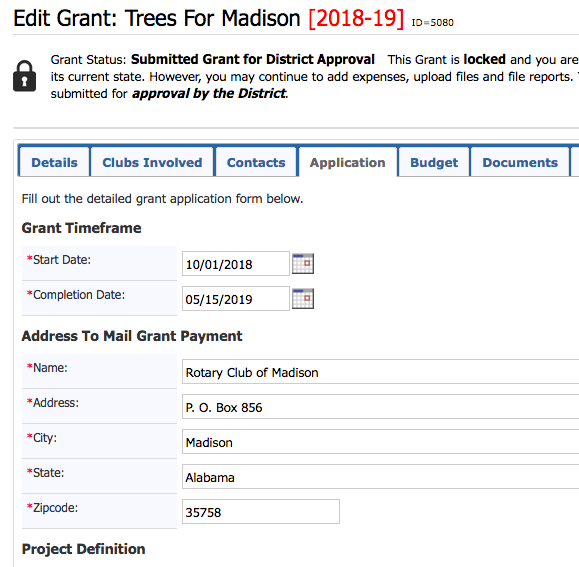 Edit Grant: Trees For Madison [2018-19] ID=5080
Grant Status: Submitted Grant for District Approval This Grant is locked and you are
its current state. However, you may continue to add expenses, upload files and file reports.
submitted for approval by the District.
Details Clubs Involved Contacts Application Budget Documents
Fill out the detailed grant application form below.
Grant Timeframe
*Start Date: 10/01/2018
*Completion Date: 05/15/2019
Address To Mail Grant Payment
*Name: Rotary Club of Madison
*Address: P. O. Box 856
*City: Madison
*State: Alabama
*Zipcode: 35758
Project Definition